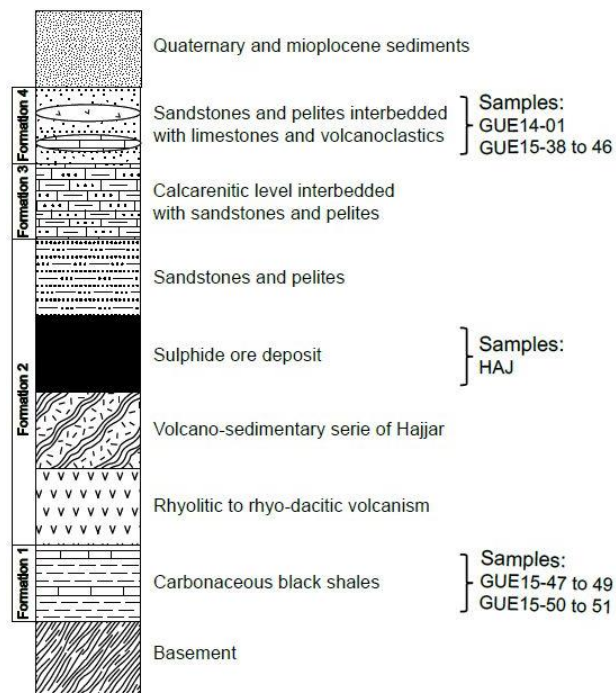 Quaternary and mioplocene sediments
Formation 4
Sandstones and pelites interbedded
with limestones and volcanoclastics
Samples:
GUE14-01
GUE15-38 to 46
Formation 3
Calcarenitic level interbedded
with sandstones and pelites
Formation 2
Sandstones and pelites
Sulphide ore deposit
Samples:
HAJ
Volcano-sedimentary serie of Hajjar
Rhyolitic to rhyo-dacitic volcanism
Formation 1
Carbonaceous black shales
Samples:
GUE15-47 to 49
GUE15-50 to 51
Basement